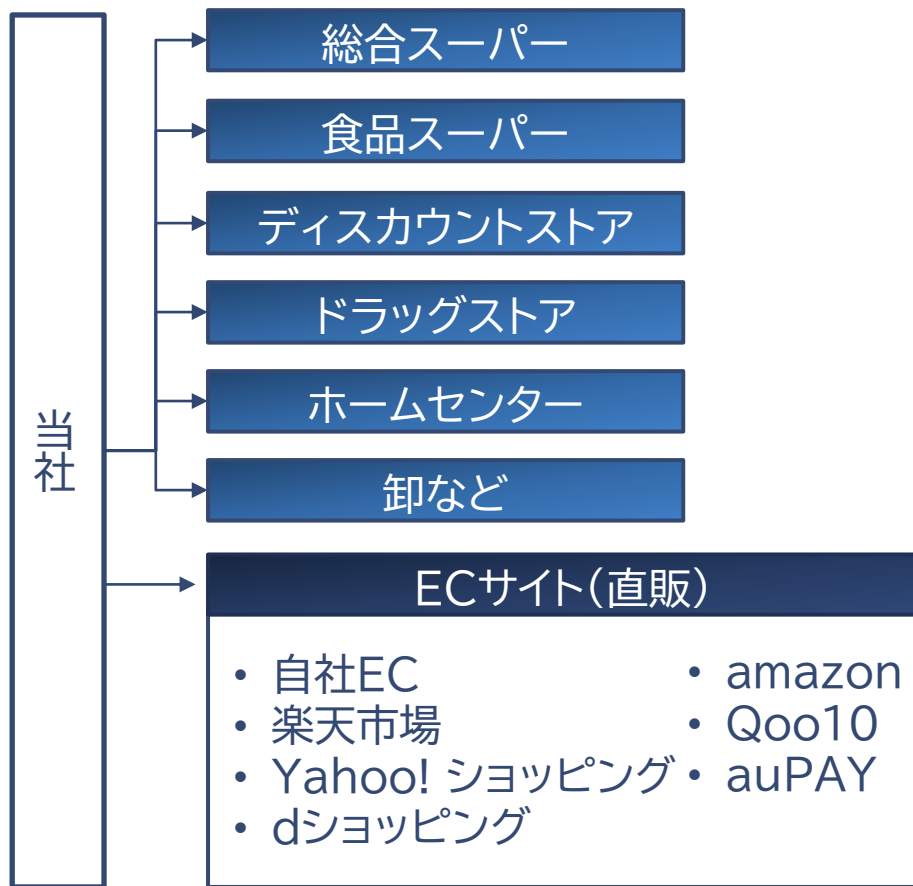 総合スーパー
食品スーパー
ディスカウントストア
ドラッグストア
ホームセンター
卸など
当社
ECサイト(直販)
• 自社EC
• 楽天市場
• Yahoo! ショッピング
• dショッピング
• amazon
• Qoo10
• auPAY